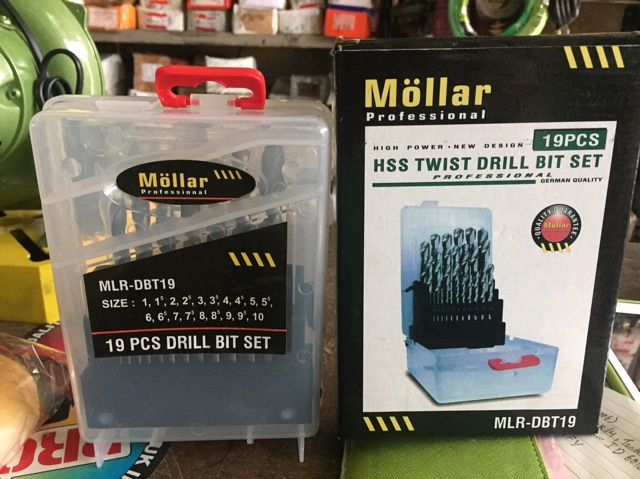 Möllar
Professional
MLR-DBT19
SIZE : 1, 1⁵, 2, 2⁵, 3, 3⁵, 4, 4⁵, 5, 5⁵,
6, 6⁵, 7, 7⁵, 8, 8⁵, 9, 9⁵, 10
19 PCS DRILL BIT SET
Möllar
Professional
HIGH POWER • NEW DESIGN 19PCS
HSS TWIST DRILL BIT SET
PROFESSIONAL
GERMAN QUALITY
QUALITY GUARANTEE
Möllar
MLR-DBT19